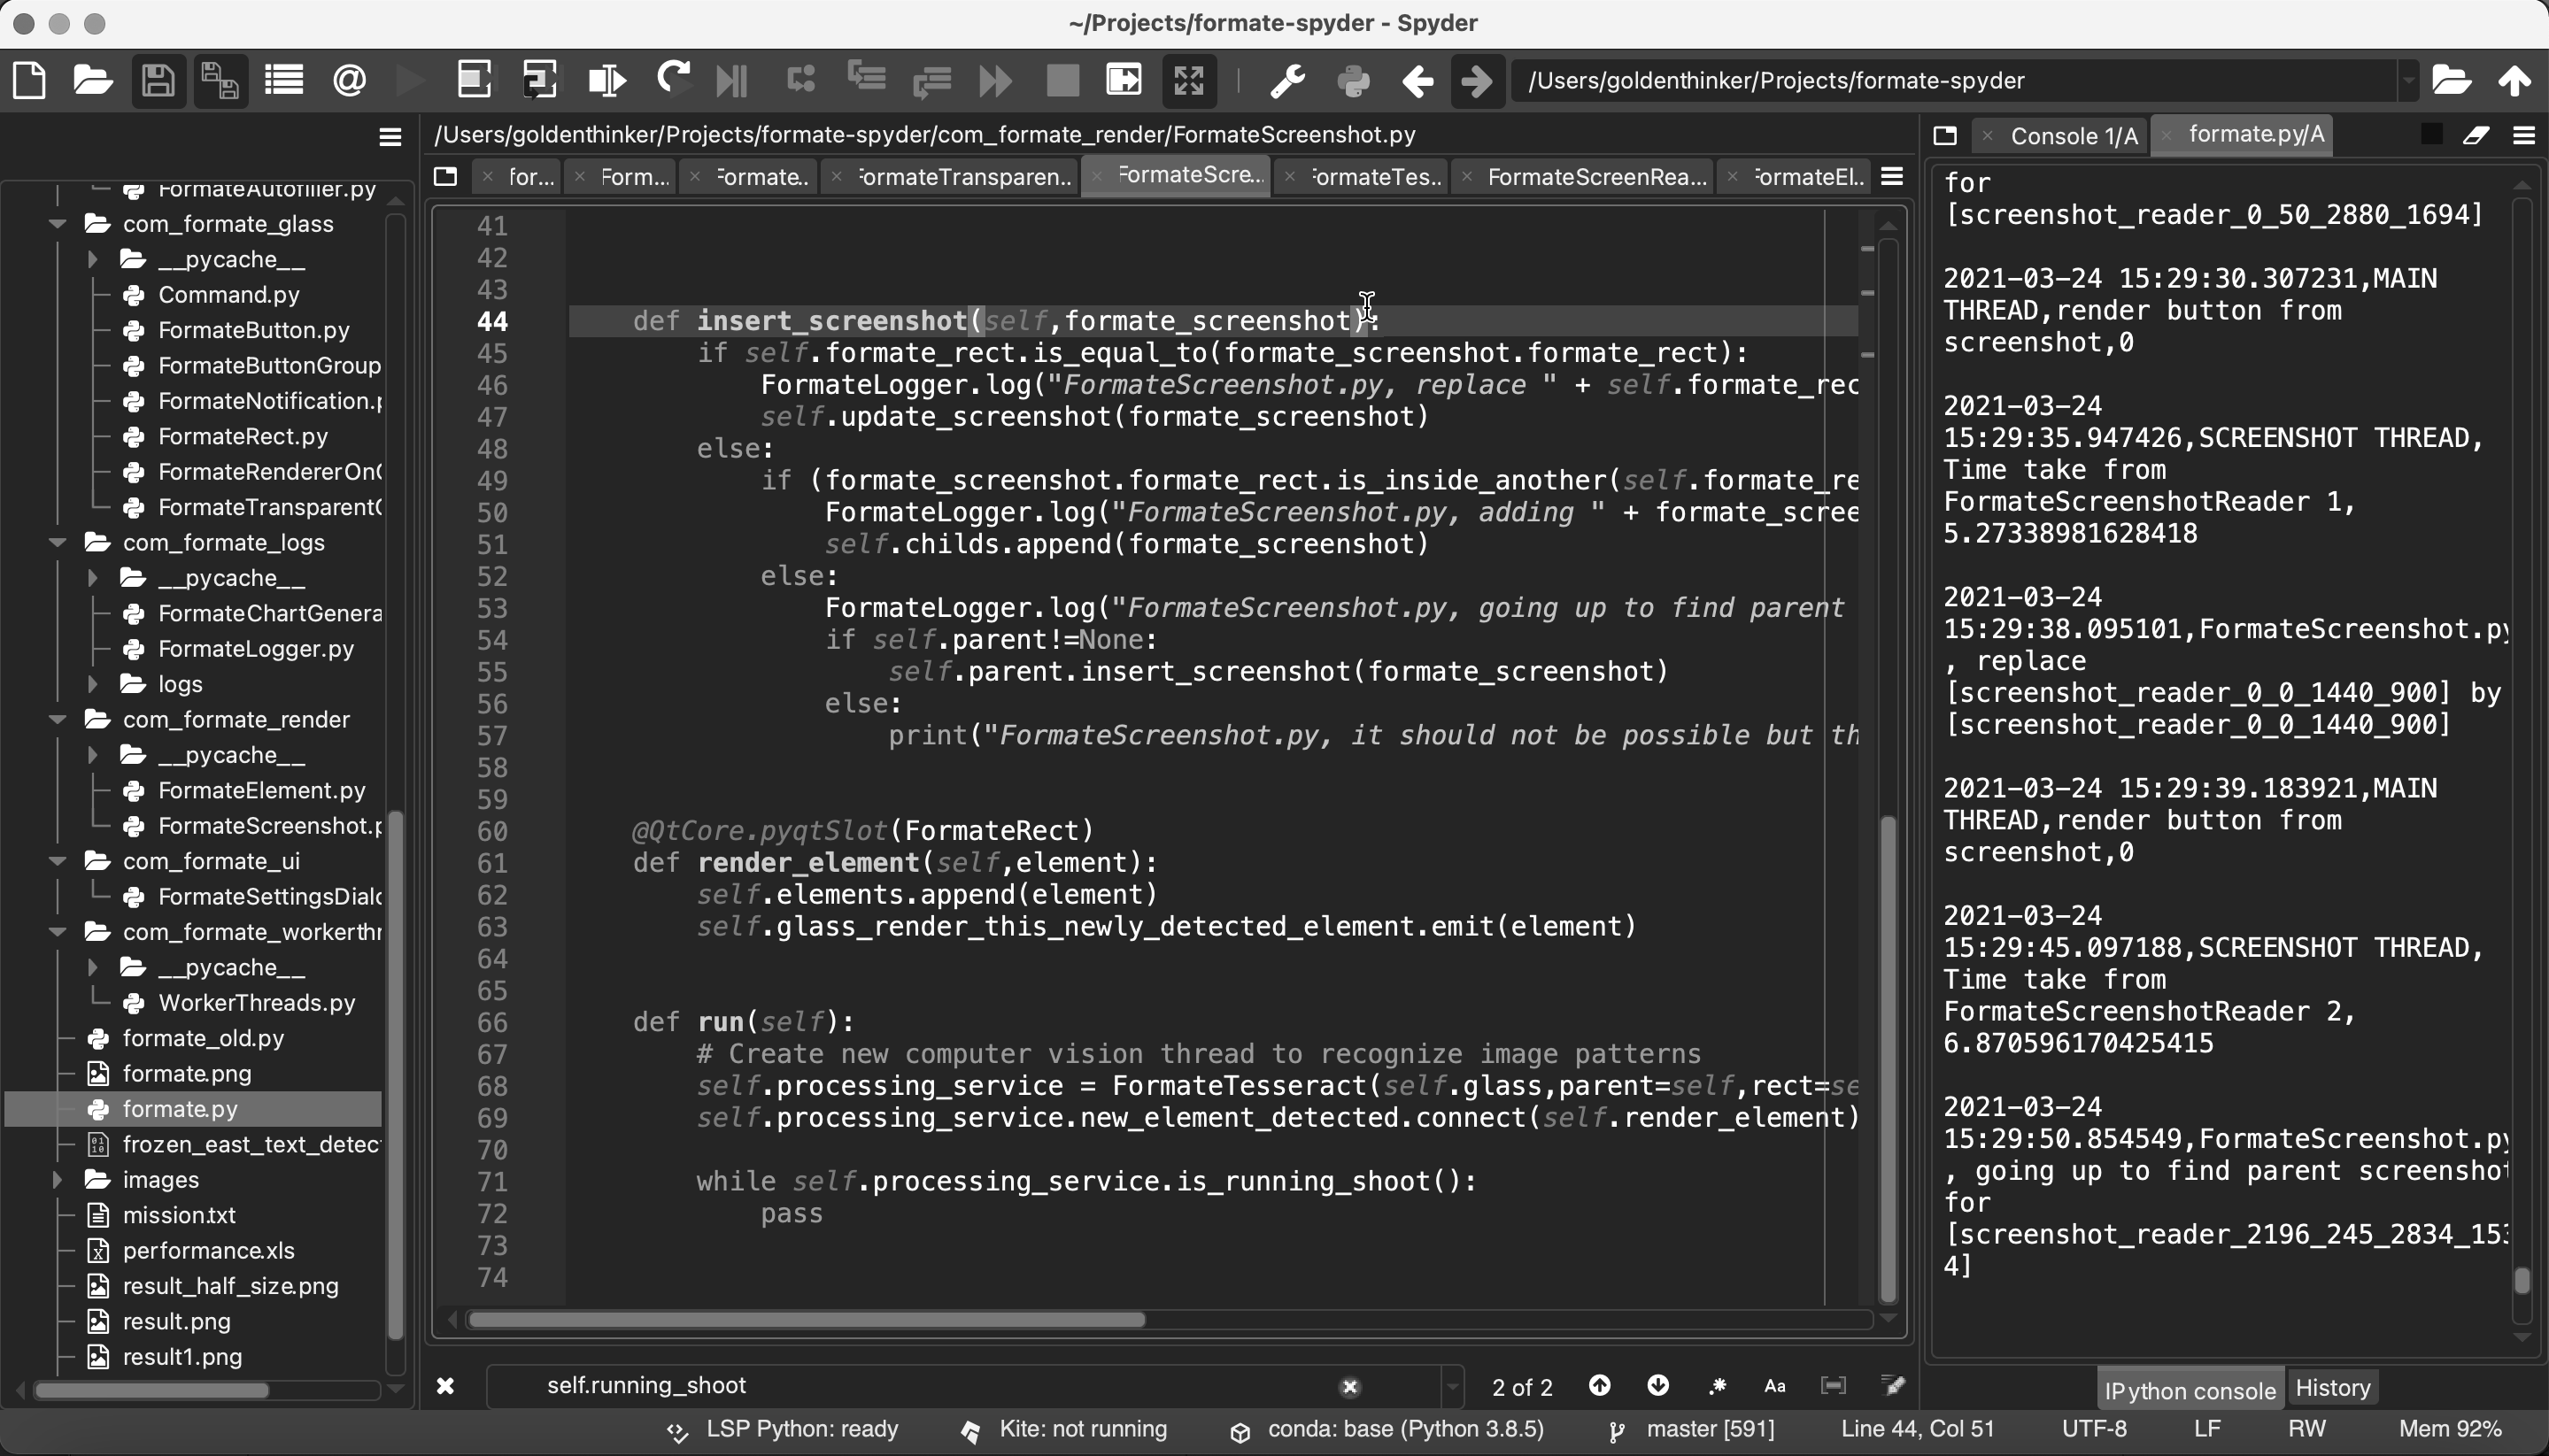 ~/Projects/formate-spyder - Spyder
/Users/goldenthinker/Projects/formate-spyder
/Users/goldenthinker/Projects/formate-spyder/com_formate_render/FormateScreenshot.py
for...
Form...
Formate..
FormateTransparen..
FormateScre...
FormateTes..
FormateScreenRea...
FormateEl..
FormateAutofiller.py
com_formate_glass
__pycache__
Command.py
FormateButton.py
FormateButtonGroup
FormateNotification.p
FormateRect.py
FormateRendererOnG
FormateTransparentG
com_formate_logs
__pycache__
FormateChartGenera
FormateLogger.py
logs
com_formate_render
__pycache__
FormateElement.py
FormateScreenshot.p
com_formate_ui
FormateSettingsDialo
com_formate_workerthr
__pycache__
WorkerThreads.py
formate_old.py
formate.png
formate.py
frozen_east_text_detec
images
mission.txt
performance.xls
result_half_size.png
result.png
result1.png
41
42
43
44 def insert_screenshot(self,formate_screenshot):
45 if self.formate_rect.is_equal_to(formate_screenshot.formate_rect):
46 FormateLogger.log("FormateScreenshot.py, replace " + self.formate_rec
47 self.update_screenshot(formate_screenshot)
48 else:
49 if (formate_screenshot.formate_rect.is_inside_another(self.formate_re
50 FormateLogger.log("FormateScreenshot.py, adding " + formate_scree
51 self.childs.append(formate_screenshot)
52 else:
53 FormateLogger.log("FormateScreenshot.py, going up to find parent
54 if self.parent!=None:
55 self.parent.insert_screenshot(formate_screenshot)
56 else:
57 print("FormateScreenshot.py, it should not be possible but th
58
59
60 @QtCore.pyqtSlot(FormateRect)
61 def render_element(self,element):
62 self.elements.append(element)
63 self.glass_render_this_newly_detected_element.emit(element)
64
65
66 def run(self):
67 # Create new computer vision thread to recognize image patterns
68 self.processing_service = FormateTesseract(self.glass,parent=self,rect=se
69 self.processing_service.new_element_detected.connect(self.render_element)
70
71 while self.processing_service.is_running_shoot():
72 pass
73
74
self.running_shoot
2 of 2
Aa
Console 1/A
formate.py/A
for
[screenshot_reader_0_50_2880_1694]
2021-03-24 15:29:30.307231,MAIN
THREAD,render button from
screenshot,0
2021-03-24
15:29:35.947426,SCREENSHOT THREAD,
Time take from
FormateScreenshotReader 1,
5.27338981628418
2021-03-24
15:29:38.095101,FormateScreenshot.py
, replace
[screenshot_reader_0_0_1440_900] by
[screenshot_reader_0_0_1440_900]
2021-03-24 15:29:39.183921,MAIN
THREAD,render button from
screenshot,0
2021-03-24
15:29:45.097188,SCREENSHOT THREAD,
Time take from
FormateScreenshotReader 2,
6.870596170425415
2021-03-24
15:29:50.854549,FormateScreenshot.py
, going up to find parent screenshot
for
[screenshot_reader_2196_245_2834_153
4]
IPython console
History
LSP Python: ready
Kite: not running
conda: base (Python 3.8.5)
master [591]
Line 44, Col 51
UTF-8
LF
RW
Mem 92%